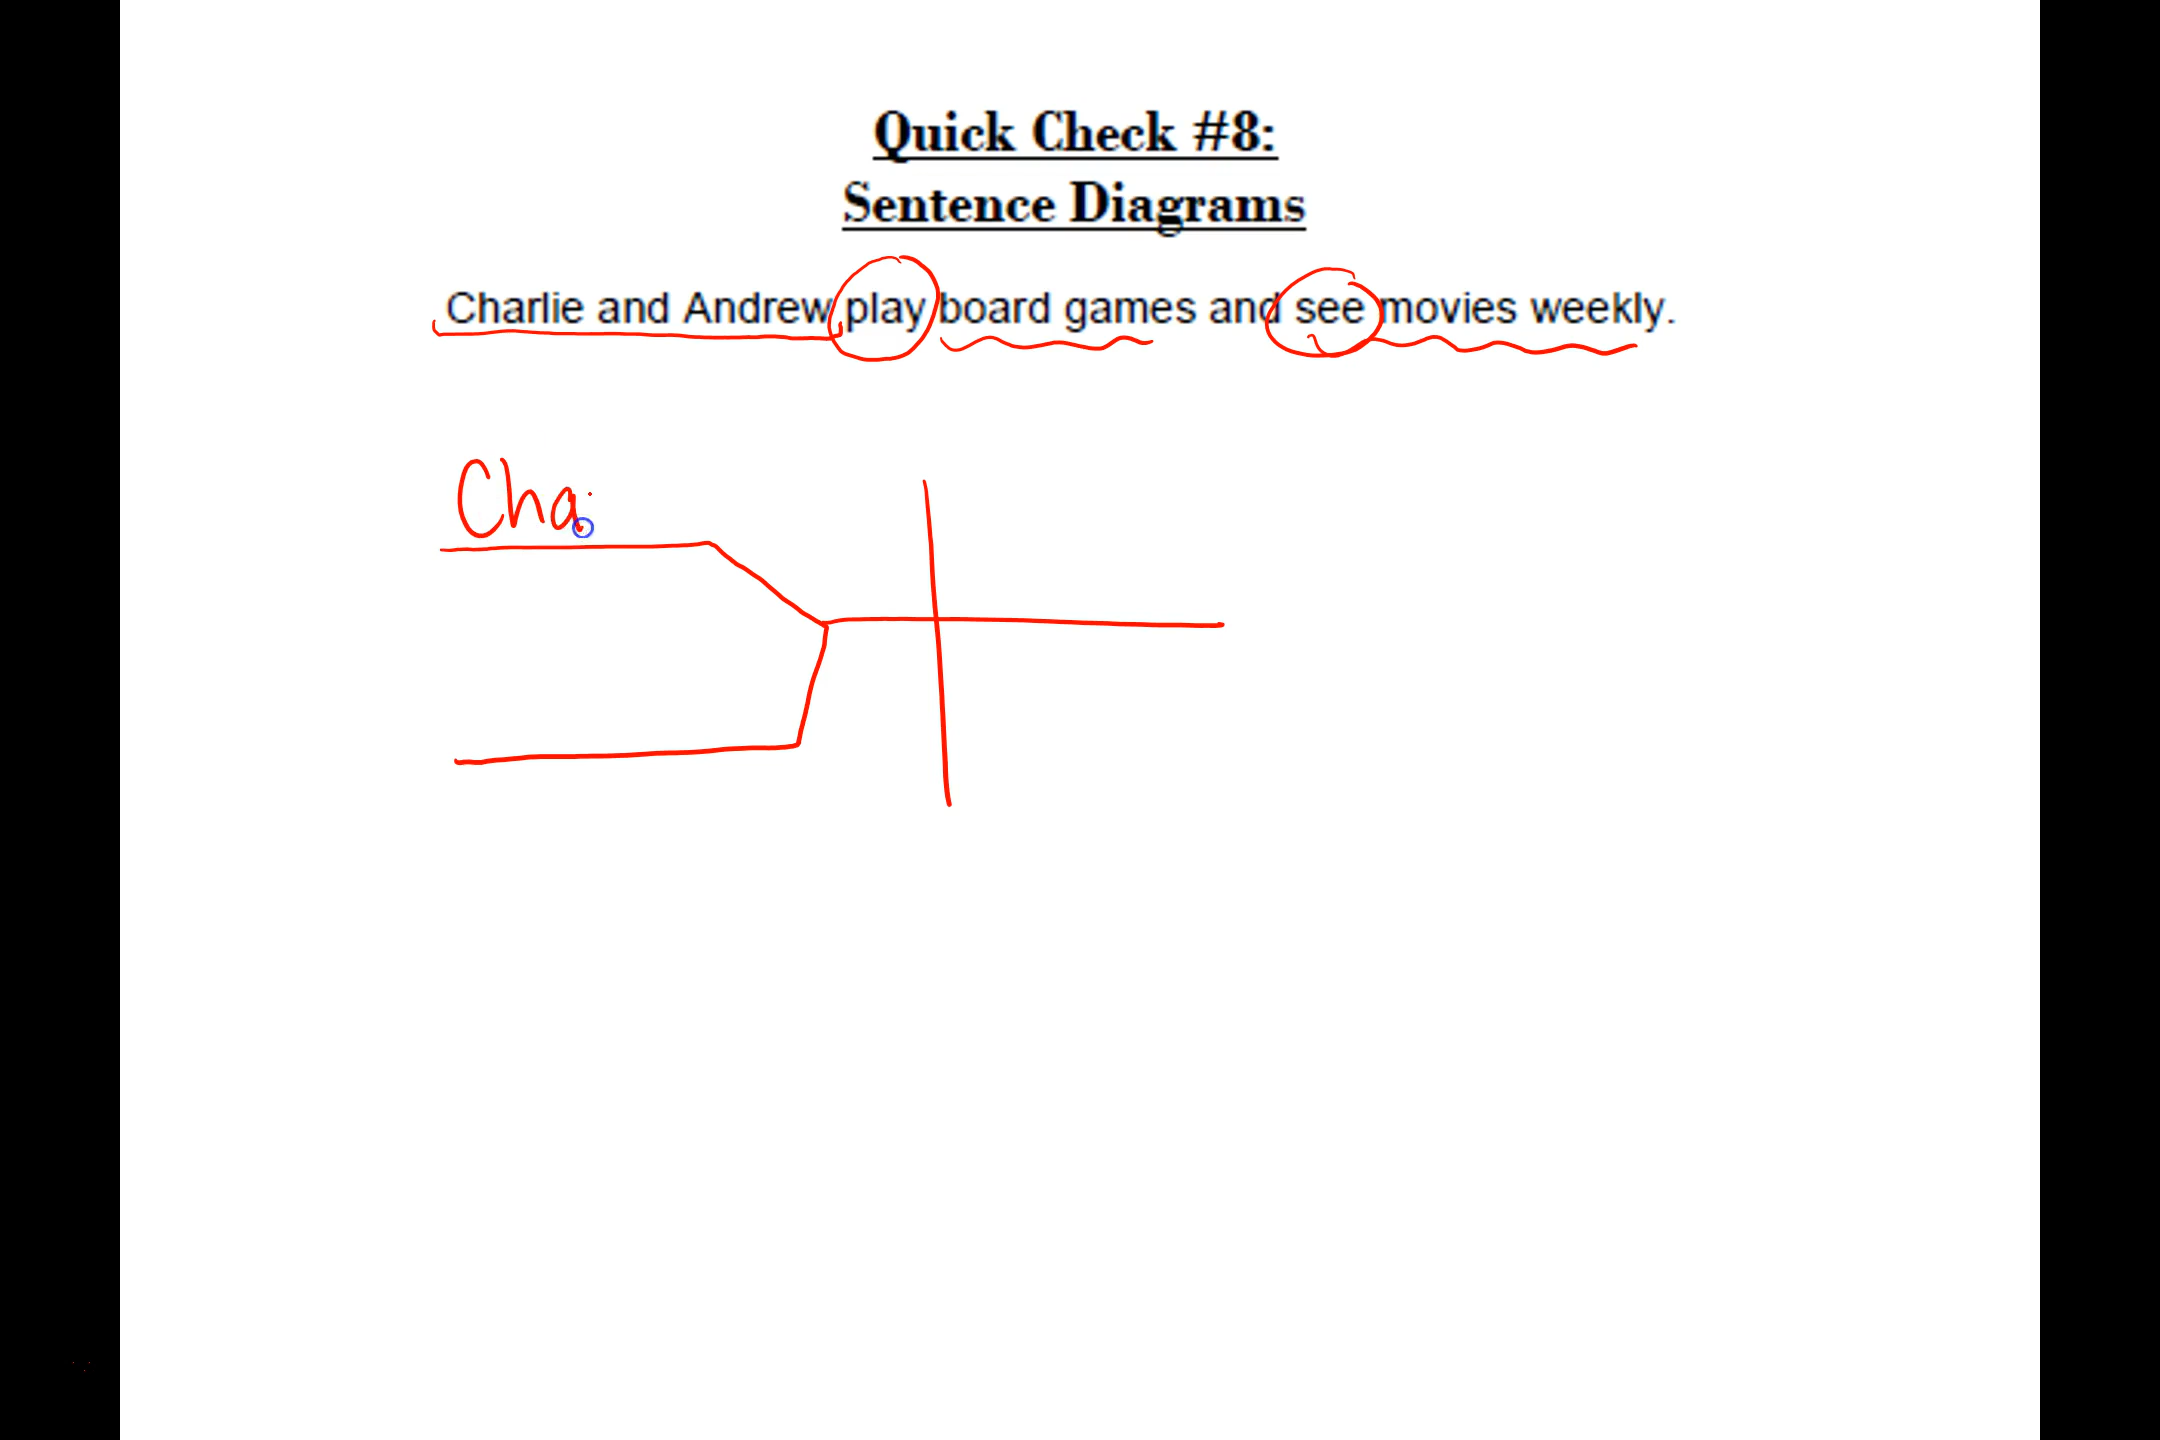 Quick Check #8:
Sentence Diagrams
Charlie and Andrew play board games and see movies weekly.
Cha